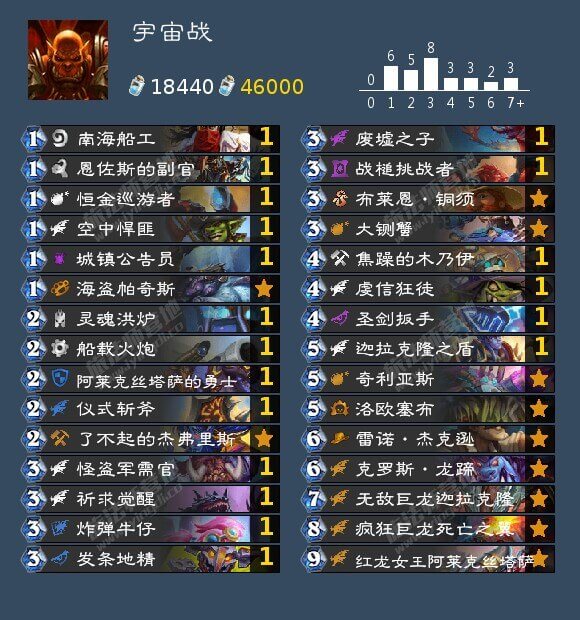 宇宙战
18440 46000
0 6 5 8 3 3 2 3
0 1 2 3 4 5 6 7+
1 南海船工 1
1 恩佐斯的副官 1
1 恒金巡游者 1
1 空中悍匪 1
1 城镇公告员 1
1 海盗帕奇斯
2 灵魂洪炉 1
2 船载火炮 1
2 阿莱克丝塔萨的勇士 1
2 仪式斩斧 1
2 了不起的杰弗里斯
3 怪盗军需官 1
3 祈求觉醒 1
3 炸弹牛仔 1
3 发条地精 1
3 废墟之子 1
3 战槌挑战者 1
3 布莱恩·铜须
3 大铡蟹
4 焦躁的木乃伊 1
4 虔信狂徒 1
4 圣剑扳手 1
5 迦拉克隆之盾 1
5 奇利亚斯
5 洛欧塞布
6 雷诺·杰克逊
6 克罗斯·龙蹄
7 无敌巨龙迦拉克隆
8 疯狂巨龙死亡之翼
9 红龙女王阿莱克丝塔萨